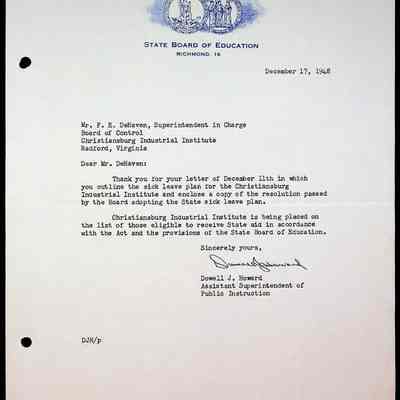 STATE BOARD OF EDUCATION
RICHMOND, 16
December 17, 1948
Mr. F. E. DeHaven, Superintendent in Charge
Board of Control
Christiansburg Industrial Institute
Radford, Virginia
Dear Mr. DeHaven:
Thank you for your letter of December 11th in which
you outline the sick leave plan for the Christiansburg
Industrial Institute and enclose a copy of the resolution passed
by the Board adopting the State sick leave plan.
Christiansburg Industrial Institute is being placed on
the list of those eligible to receive State aid in accordance
with the Act and the provisions of the State Board of Education.
Sincerely yours,
Dowell J. Howard
Assistant Superintendent of
Public Instruction
DJH/p